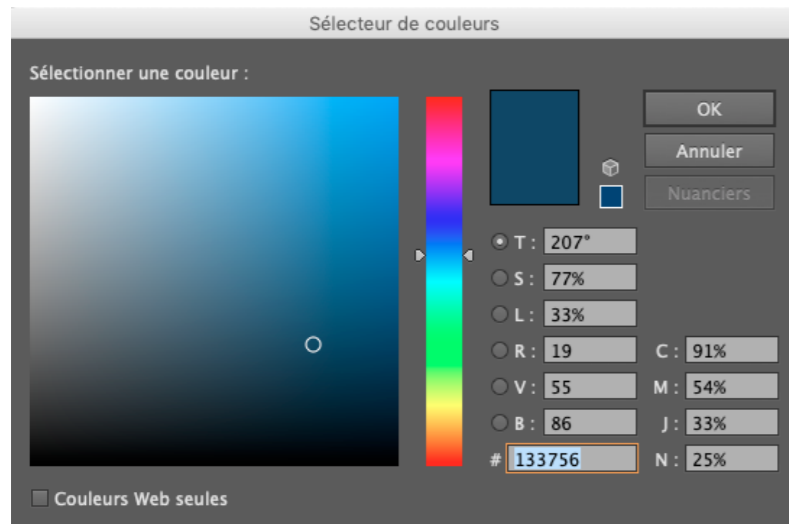 Sélecteur de couleurs
Sélectionner une couleur :
OK
Annuler
Nuanciers
T : 207°
S : 77%
L : 33%
R : 19 C : 91%
V : 55 M : 54%
B : 86 J : 33%
# 133756 N : 25%
Couleurs Web seules